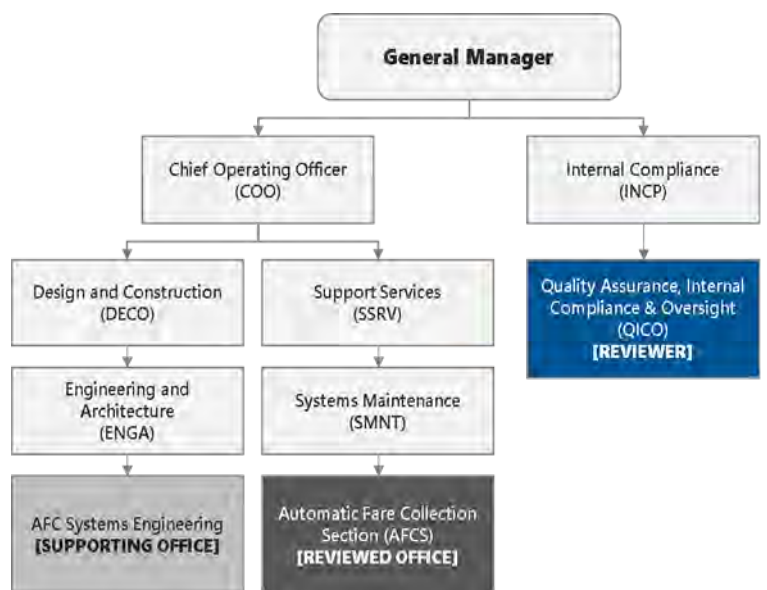 General Manager
Chief Operating Officer
(COO)
Internal Compliance
(INCP)
Design and Construction
(DECO)
Support Services
(SSRV)
Quality Assurance, Internal
Compliance & Oversight
(QICO)
[REVIEWER]
Engineering and
Architecture
(ENGA)
Systems Maintenance
(SMNT)
AFC Systems Engineering
[SUPPORTING OFFICE]
Automatic Fare Collection
Section (AFCS)
[REVIEWED OFFICE]